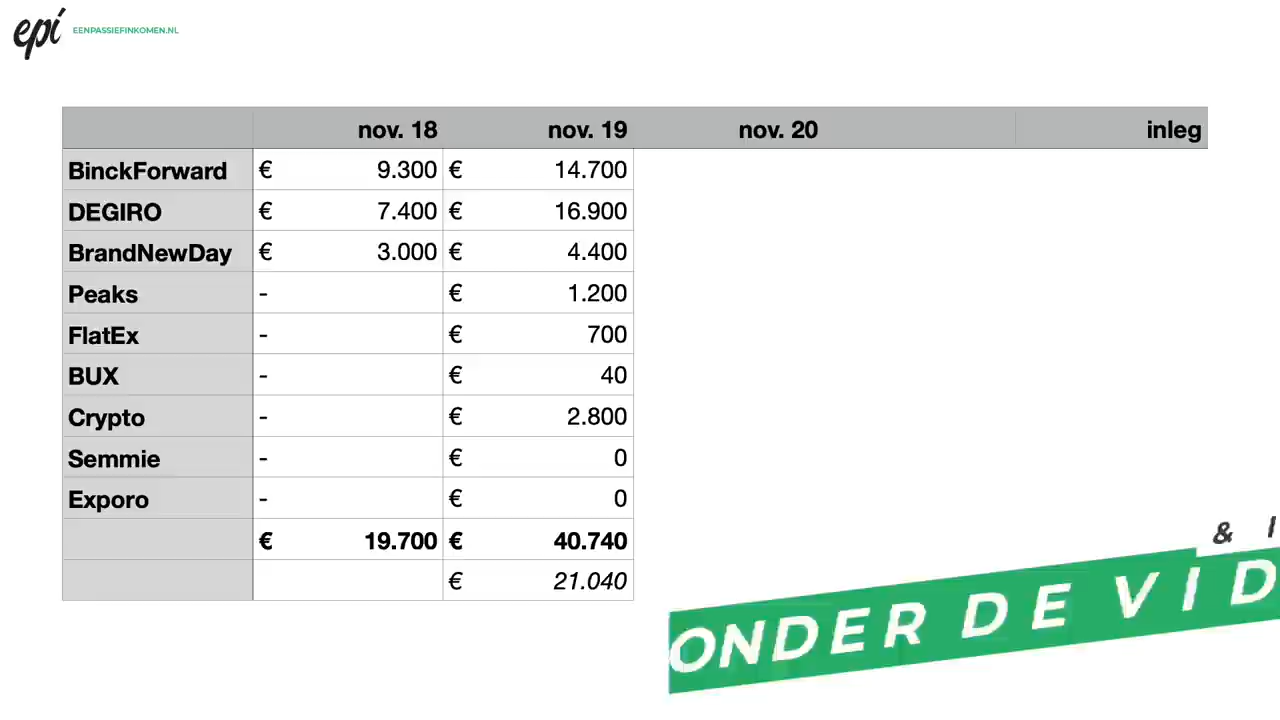 epi EENPASSIEFINKOMEN.NL
nov. 18 nov. 19 nov. 20 inleg
BinckForward € 9.300 € 14.700
DEGIRO € 7.400 € 16.900
BrandNewDay € 3.000 € 4.400
Peaks - € 1.200
FlatEx - € 700
BUX - € 40
Crypto - € 2.800
Semmie - € 0
Exporo - € 0
€ 19.700 € 40.740
€ 21.040
&
ONDER DE VID